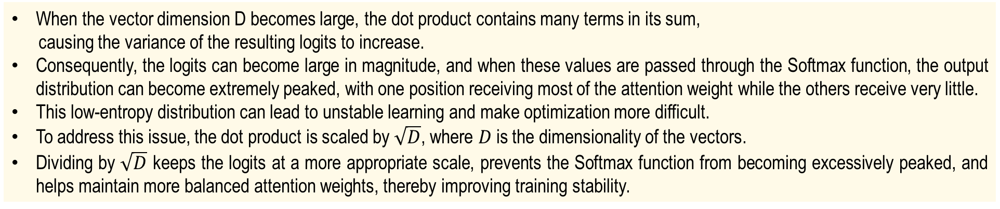 • When the vector dimension D becomes large, the dot product contains many terms in its sum,
causing the variance of the resulting logits to increase.
• Consequently, the logits can become large in magnitude, and when these values are passed through the Softmax function, the output
distribution can become extremely peaked, with one position receiving most of the attention weight while the others receive very little.
• This low-entropy distribution can lead to unstable learning and make optimization more difficult.
• To address this issue, the dot product is scaled by √D, where D is the dimensionality of the vectors.
• Dividing by √D keeps the logits at a more appropriate scale, prevents the Softmax function from becoming excessively peaked, and
helps maintain more balanced attention weights, thereby improving training stability.